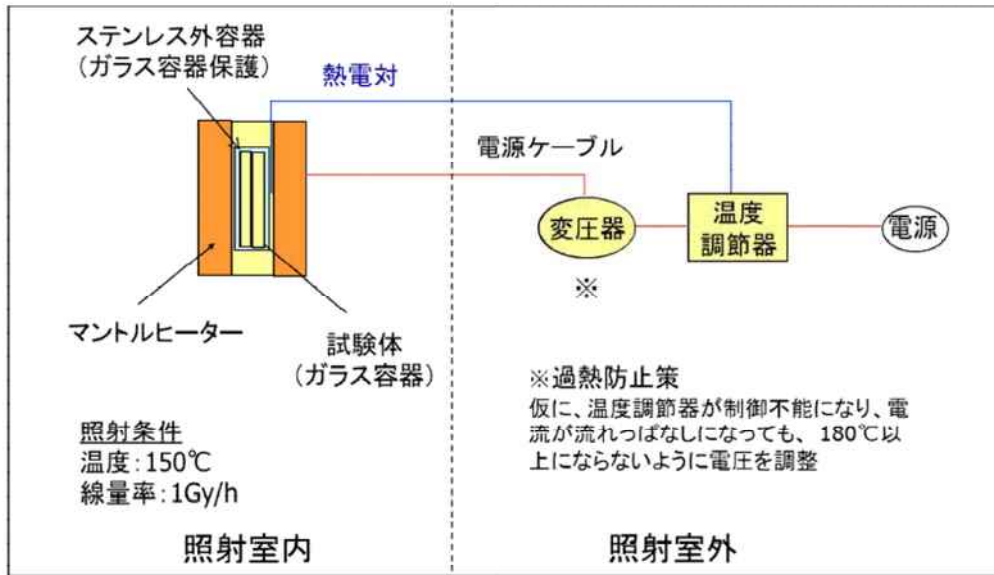 ステンレス外容器
(ガラス容器保護)
熱電対
電源ケーブル
変圧器
温度
調節器
電源
※
マントルヒーター
試験体
(ガラス容器)
※過熱防止策
仮に、温度調節器が制御不能になり、電
流が流れっぱなしになっても、180℃以
上にならないように電圧を調整
照射条件
温度:150℃
線量率:1Gy/h
照射室内
照射室外